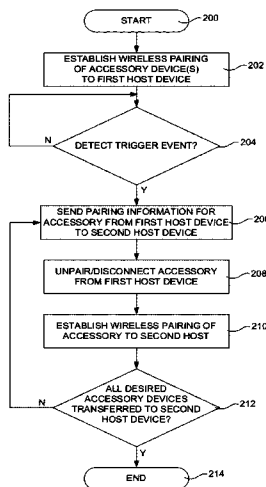 START
200
ESTABLISH WIRELESS PAIRING
OF ACCESSORY DEVICE(S)
TO FIRST HOST DEVICE
202
N
DETECT TRIGGER EVENT?
204
Y
SEND PAIRING INFORMATION FOR
ACCESSORY FROM FIRST HOST DEVICE
TO SECOND HOST DEVICE
206
UNPAIR/DISCONNECT ACCESSORY
FROM FIRST HOST DEVICE
208
ESTABLISH WIRELESS PAIRING OF
ACCESSORY TO SECOND HOST
210
N
ALL DESIRED
ACCESSORY DEVICES
TRANSFERRED TO SECOND
HOST DEVICE?
212
Y
END
214